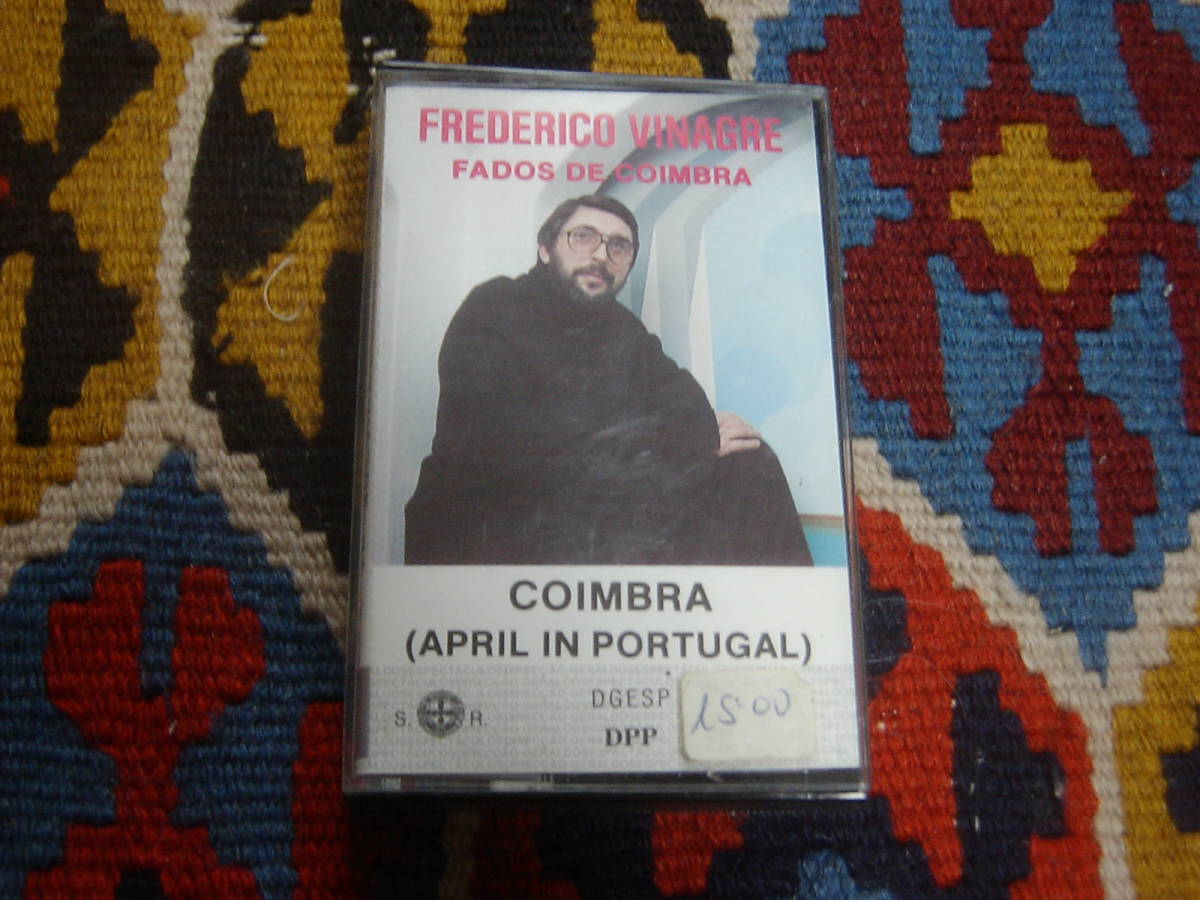 FREDERICO VINAGRE
FADOS DE COIMBRA
COIMBRA
(APRIL IN PORTUGAL)
S. R.
DGESP
DPP
15.00